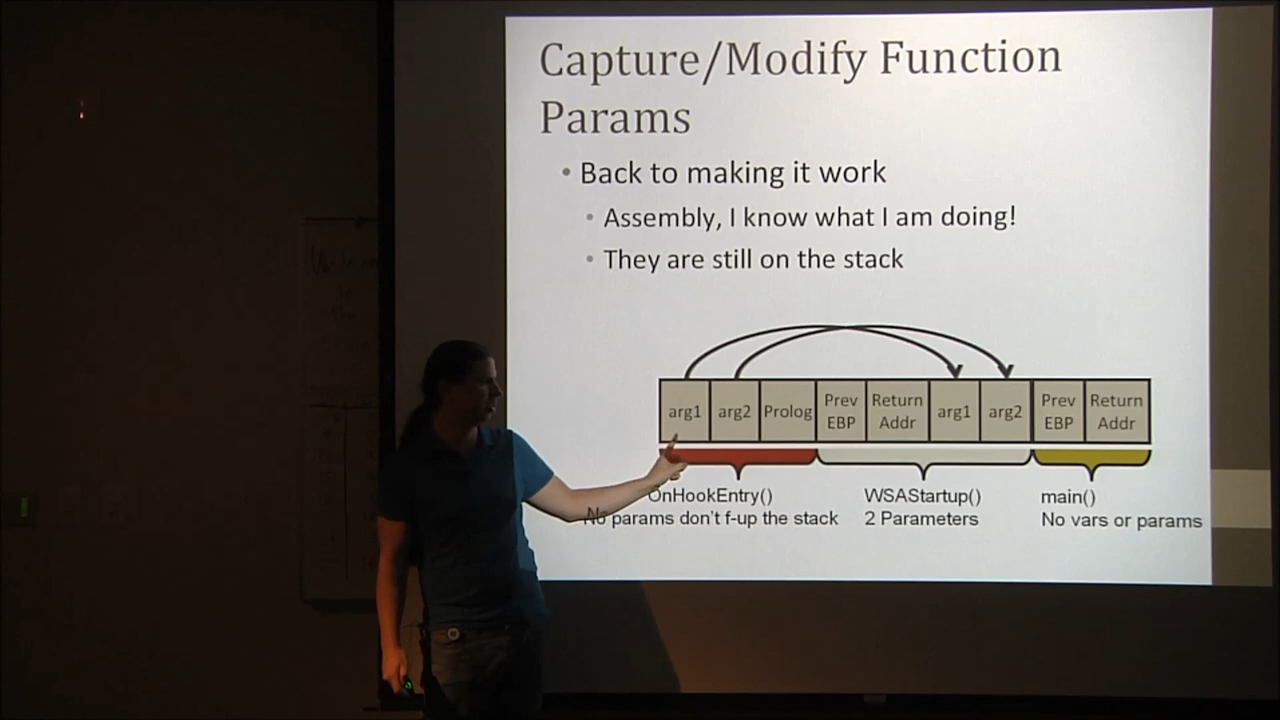 Capture/Modify Function
Params
• Back to making it work
• Assembly, I know what I am doing!
• They are still on the stack
arg1 arg2 Prolog Prev EBP Return Addr arg1 arg2 Prev EBP Return Addr
OnHookEntry()
No params don't f-up the stack
WSAStartup()
2 Parameters
main()
No vars or params